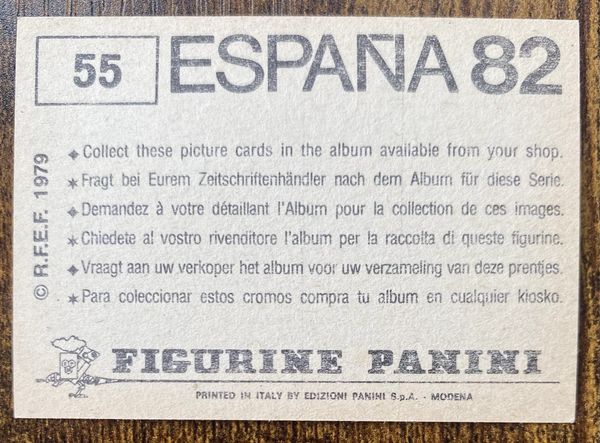 55
ESPAÑA 82
Collect these picture cards in the album available from your shop.
Fragt bei Eurem Zeitschriftenhändler nach dem Album für diese Serie.
Demandez à votre détaillant l'Album pour la collection de ces images.
Chiedete al vostro rivenditore l'album per la raccolta di queste figurine.
Vraagt aan uw verkoper het album voor uw verzameling van deze prentjes.
Para coleccionar estos cromos compra tu album en cualquier kiosko.
© R.F.E.F. 1979
FIGURINE PANINI
PRINTED IN ITALY BY EDIZIONI PANINI S.p.A. - MODENA